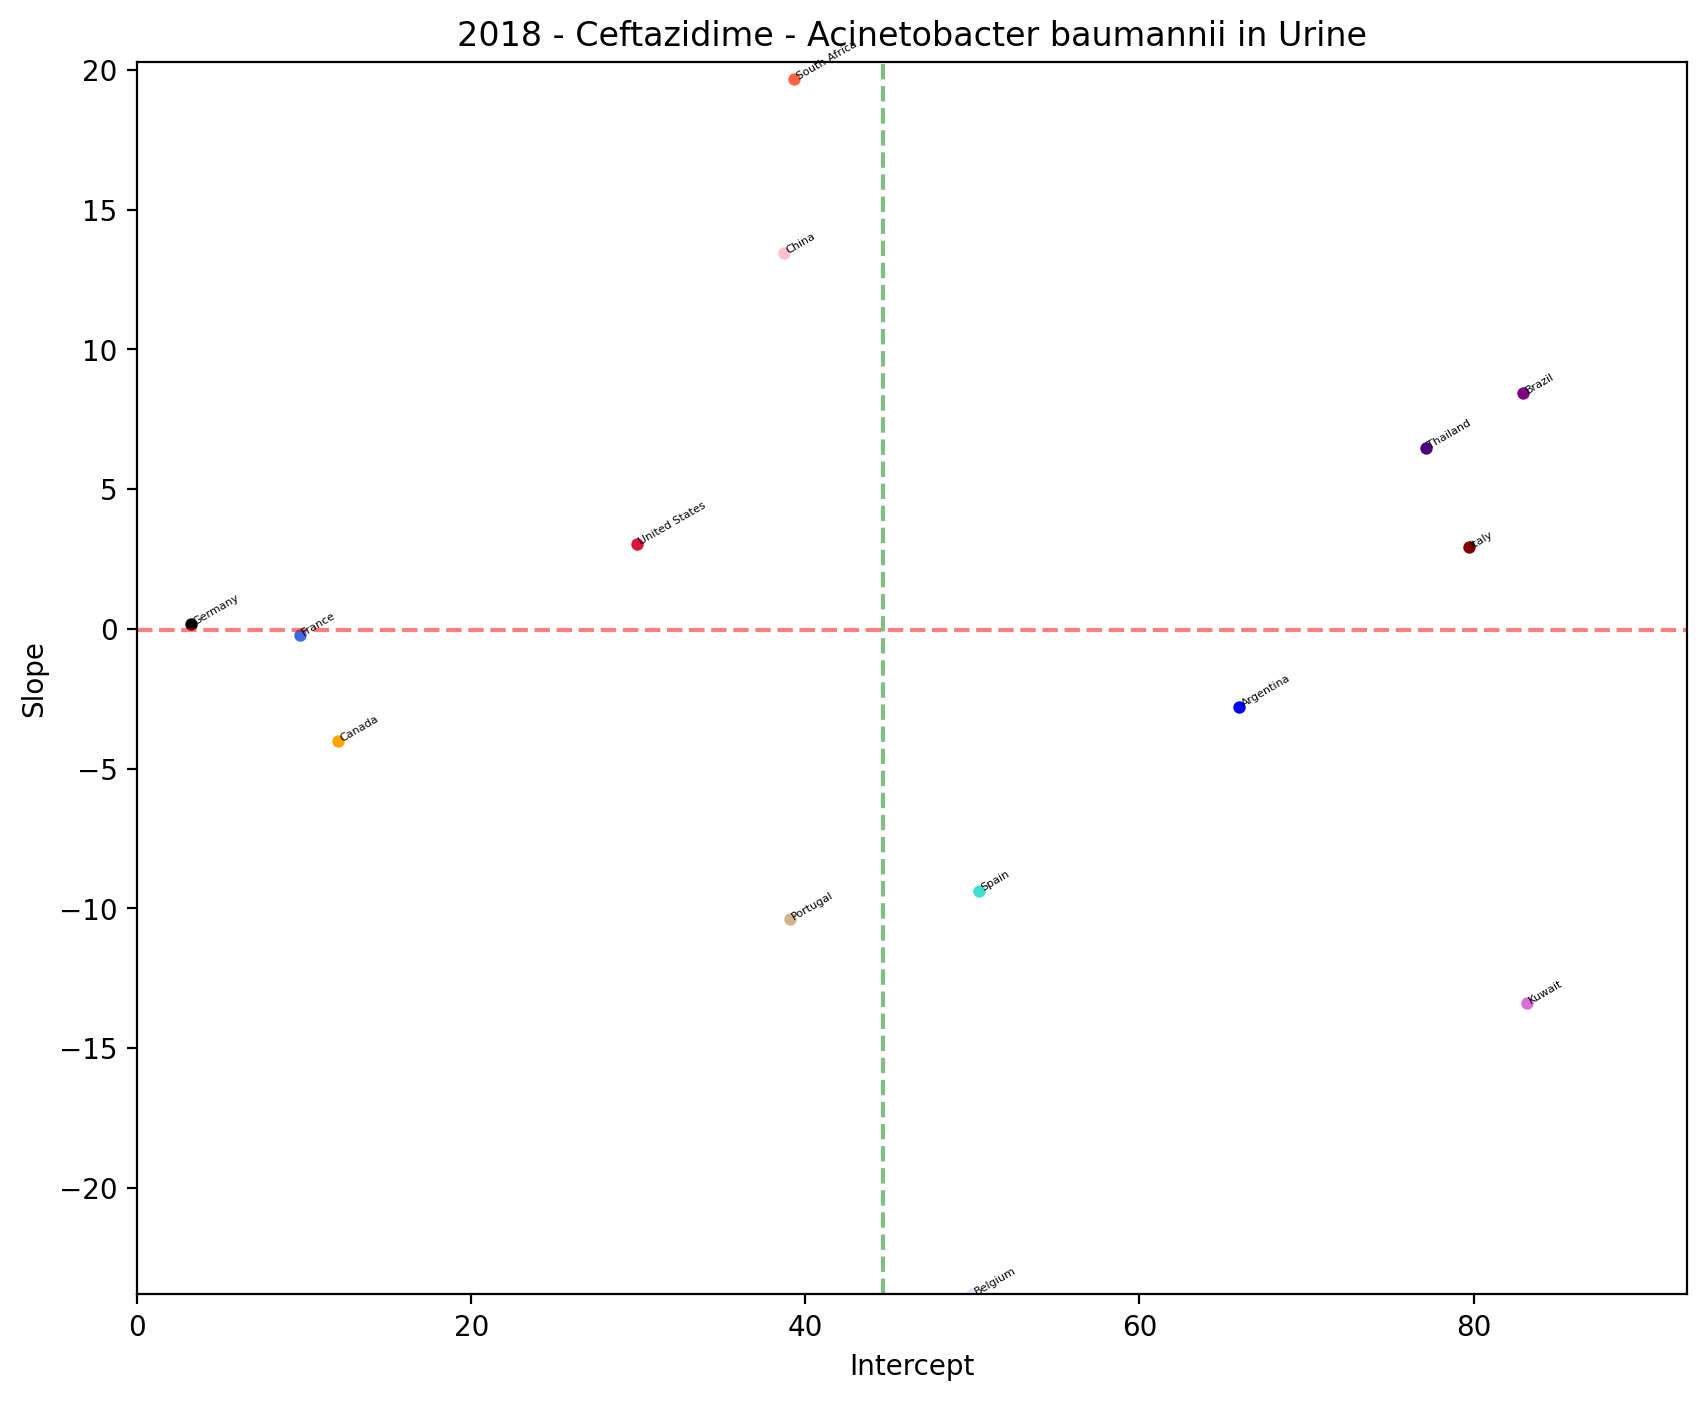 2018 - Ceftazidime - Acinetobacter baumannii in Urine
20
South Africa
15
China
10
Brazil
Thailand
5
United States
Italy
Germany
France
0
Slope
Argentina
Canada
−5
Spain
Portugal
−10
Kuwait
−15
−20
Belgium
0 20 40 60 80
Intercept